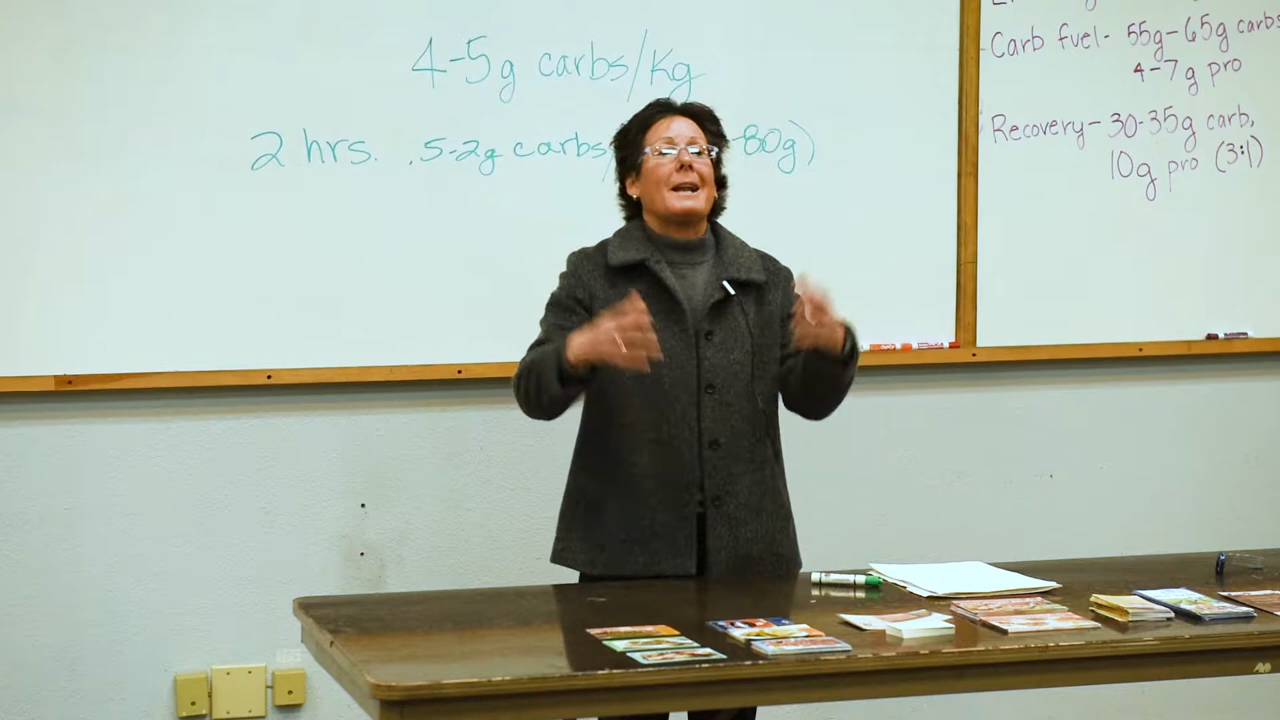 4-5g carbs/Kg
2 hrs. .5-2g carbs/ -80g)
Carb fuel- 55g-65g carbs
4-7g pro
Recovery- 30-35g carb,
10g pro (3:1)